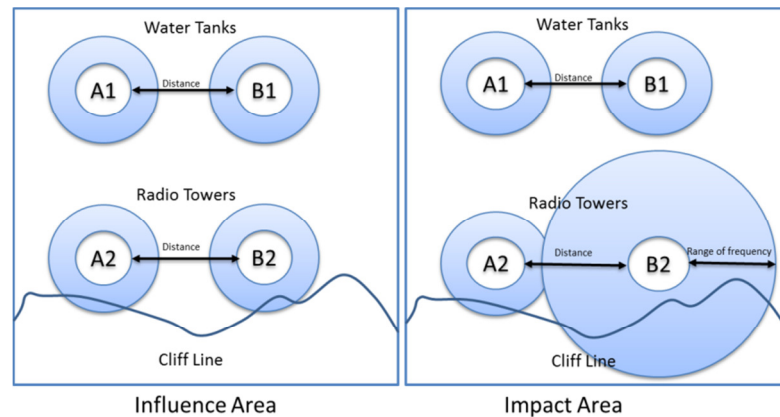 Water Tanks
A1
Distance
B1
Radio Towers
A2
Distance
B2
Cliff Line
Influence Area
Water Tanks
A1
Distance
B1
Radio Towers
A2
Distance
B2
Range of frequency
Cliff Line
Impact Area